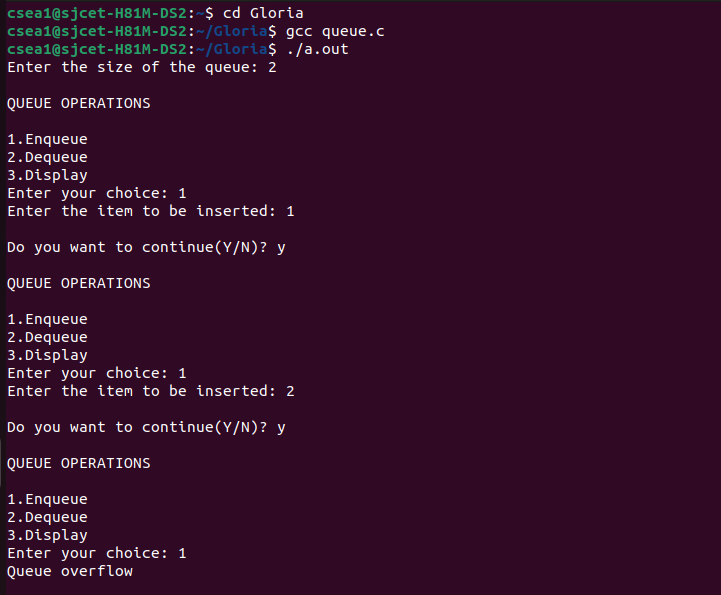 csea1@sjcet-H81M-DS2:~$ cd Gloria
csea1@sjcet-H81M-DS2:~/Gloria$ gcc queue.c
csea1@sjcet-H81M-DS2:~/Gloria$ ./a.out
Enter the size of the queue: 2
QUEUE OPERATIONS
1.Enqueue
2.Dequeue
3.Display
Enter your choice: 1
Enter the item to be inserted: 1
Do you want to continue(Y/N)? y
QUEUE OPERATIONS
1.Enqueue
2.Dequeue
3.Display
Enter your choice: 1
Enter the item to be inserted: 2
Do you want to continue(Y/N)? y
QUEUE OPERATIONS
1.Enqueue
2.Dequeue
3.Display
Enter your choice: 1
Queue overflow